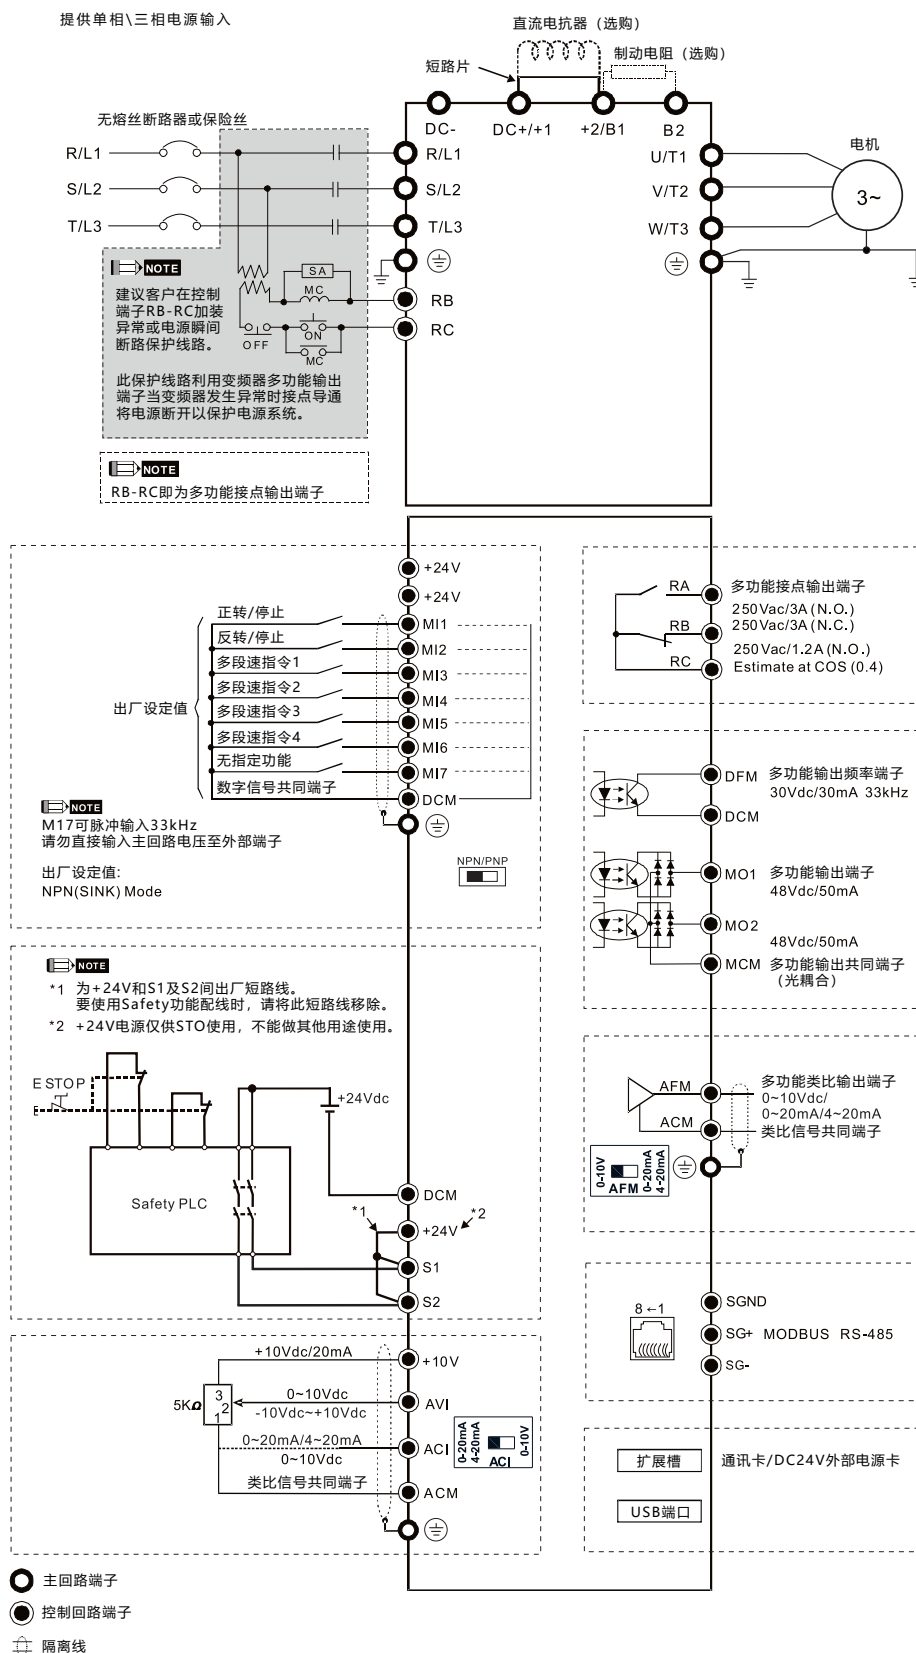 提供单相\三相电源输入
直流电抗器（选购）
制动电阻（选购）
短路片
无熔丝断路器或保险丝
DC-
DC+/+1
+2/B1
B2
电机
R/L1
R/L1
U/T1
S/L2
S/L2
V/T2
3~
T/L3
T/L3
W/T3
NOTE
建议客户在控制
端子RB-RC加装
异常或电源瞬间
断路保护线路。
SA
MC
RB
OFF
ON
RC
MC
此保护线路利用变频器多功能输出
端子当变频器发生异常时接点导通
将电源断开以保护电源系统。
NOTE
RB-RC即为多功能接点输出端子
+24V
+24V
正转/停止
MI1
反转/停止
MI2
多段速指令1
MI3
多段速指令2
MI4
出厂设定值
多段速指令3
MI5
多段速指令4
MI6
无指定功能
MI7
数字信号共同端子
DCM
NOTE
M17可脉冲输入33kHz
请勿直接输入主回路电压至外部端子
出厂设定值:
NPN(SINK) Mode
NPN/PNP
RA
多功能接点输出端子
250Vac/3A (N.O.)
250Vac/3A (N.C.)
RB
250Vac/1.2A (N.O.)
Estimate at COS (0.4)
RC
DFM
多功能输出频率端子
30Vdc/30mA 33kHz
DCM
MO1
多功能输出端子
48Vdc/50mA
MO2
48Vdc/50mA
MCM
多功能输出共同端子
(光耦合)
NOTE
*1 为+24V和S1及S2间出厂短路线。
要使用Safety功能配线时，请将此短路线移除。
*2 +24V电源仅供STO使用，不能做其他用途使用。
E STOP
+24Vdc
Safety PLC
DCM
*1
+24V
*2
S1
S2
AFM
多功能类比输出端子
0~10Vdc/
0~20mA/4~20mA
ACM
类比信号共同端子
0-10V
AFM
0-20mA
4-20mA
8←1
SGND
SG+
MODBUS RS-485
SG-
+10Vdc/20mA
+10V
5KΩ
3
2
1
0~10Vdc
-10Vdc~+10Vdc
AVI
0~20mA/4~20mA
0~10Vdc
ACI
0-20mA
4-20mA
ACI
0-10V
类比信号共同端子
ACM
扩展槽
通讯卡/DC24V外部电源卡
USB端口
主回路端子
控制回路端子
隔离线